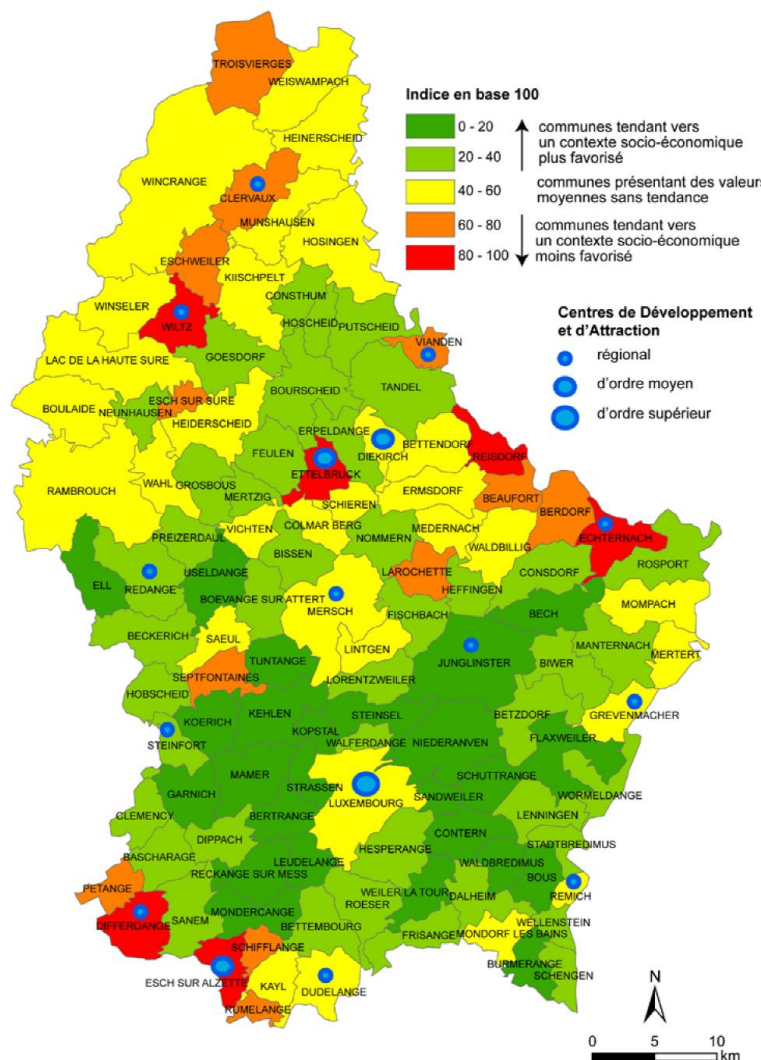 TROISVIERGES
WEISWAMPACH
Indice en base 100
0 - 20
20 - 40
40 - 60
60 - 80
80 - 100
communes tendant vers
un contexte socio-économique
plus favorisé
communes présentant des valeurs
moyennes sans tendance
communes tendant vers
un contexte socio-économique
moins favorisé
Centres de Développement
et d'Attraction
régional
d'ordre moyen
d'ordre supérieur
HEINERSCHEID
WINCRANGE
CLERVAUX
MUNSHAUSEN
HOSINGEN
ESCHWEILER
KIISCHPELT
CONSTHUM
WINSELER
HOSCHEID
PUTSCHEID
WILTZ
VIANDEN
LAC DE LA HAUTE SURE
GOESDORF
TANDEL
BOURSCHEID
ESCH SUR SURE
BOULAIDE
NEUNHAUSEN
HEIDERSCHEID
ERPELDANGE
DIEKIRCH
BETTENDORF
FEULEN
REISDORF
ETTELBRUCK
RAMBROUCH
WAHL
GROSBOUS
MERTZIG
SCHIEREN
ERMSDORF
BEAUFORT
BERDORF
VICHTEN
COLMAR BERG
MEDERNACH
ECHTERNACH
PREIZERDAUL
BISSEN
NOMMERN
WALDBILLIG
ROSPORT
ELL
REDANGE
USELDANGE
LAROCHETTE
CONSDORF
BOEVANGE SUR ATTERT
MERSCH
HEFFINGEN
FISCHBACH
BECH
MOMPACH
BECKERICH
SAEUL
LINTGEN
JUNGLINSTER
MANTERNACH
MERTERT
TUNTANGE
BIWER
SEPTFONTAINES
LORENTZWEILER
HOBSCHEID
KEHLEN
STEINSEL
BETZDORF
GREVENMACHER
KOERICH
KOPSTAL
STEINFORT
WALFERDANGE
NIEDERANVEN
FLAXWEILER
MAMER
SCHUTTRANGE
GARNICH
STRASSEN
LUXEMBOURG
SANDWEILER
WORMELDANGE
CLEMENCY
BERTRANGE
LENNINGEN
DIPPACH
CONTERN
STADTBREDIMUS
BASCHARAGE
LEUDELANGE
HESPERANGE
WALDBREDIMUS
RECKANGE SUR MESS
BOUS
PETANGE
WEILER LA TOUR
DALHEIM
REMICH
ROESER
DIFFERDANGE
SANEM
MONDERCANGE
BETTEMBOURG
WELLENSTEIN
FRISANGE
MONDORF LES BAINS
SCHIFFLANGE
BURMERANGE
SCHENGEN
ESCH SUR ALZETTE
KAYL
DUDELANGE
RUMELANGE
N
0 5 10
km